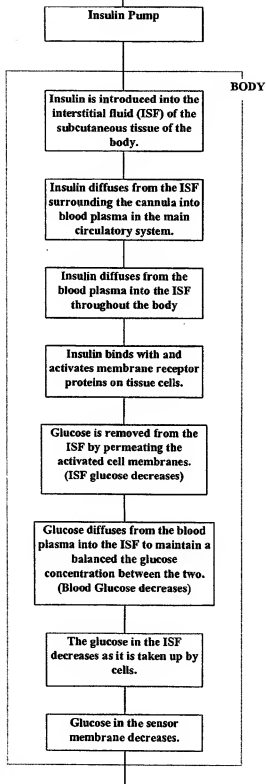 Insulin Pump
BODY
Insulin is introduced into the
interstitial fluid (ISF) of the
subcutaneous tissue of the
body.
Insulin diffuses from the ISF
surrounding the cannula into
blood plasma in the main
circulatory system.
Insulin diffuses from the
blood plasma into the ISF
throughout the body
Insulin binds with and
activates membrane receptor
proteins on tissue cells.
Glucose is removed from the
ISF by permeating the
activated cell membranes.
(ISF glucose decreases)
Glucose diffuses from the blood
plasma into the ISF to maintain a
balanced the glucose
concentration between the two.
(Blood Glucose decreases)
The glucose in the ISF
decreases as it is taken up by
cells.
Glucose in the sensor
membrane decreases.